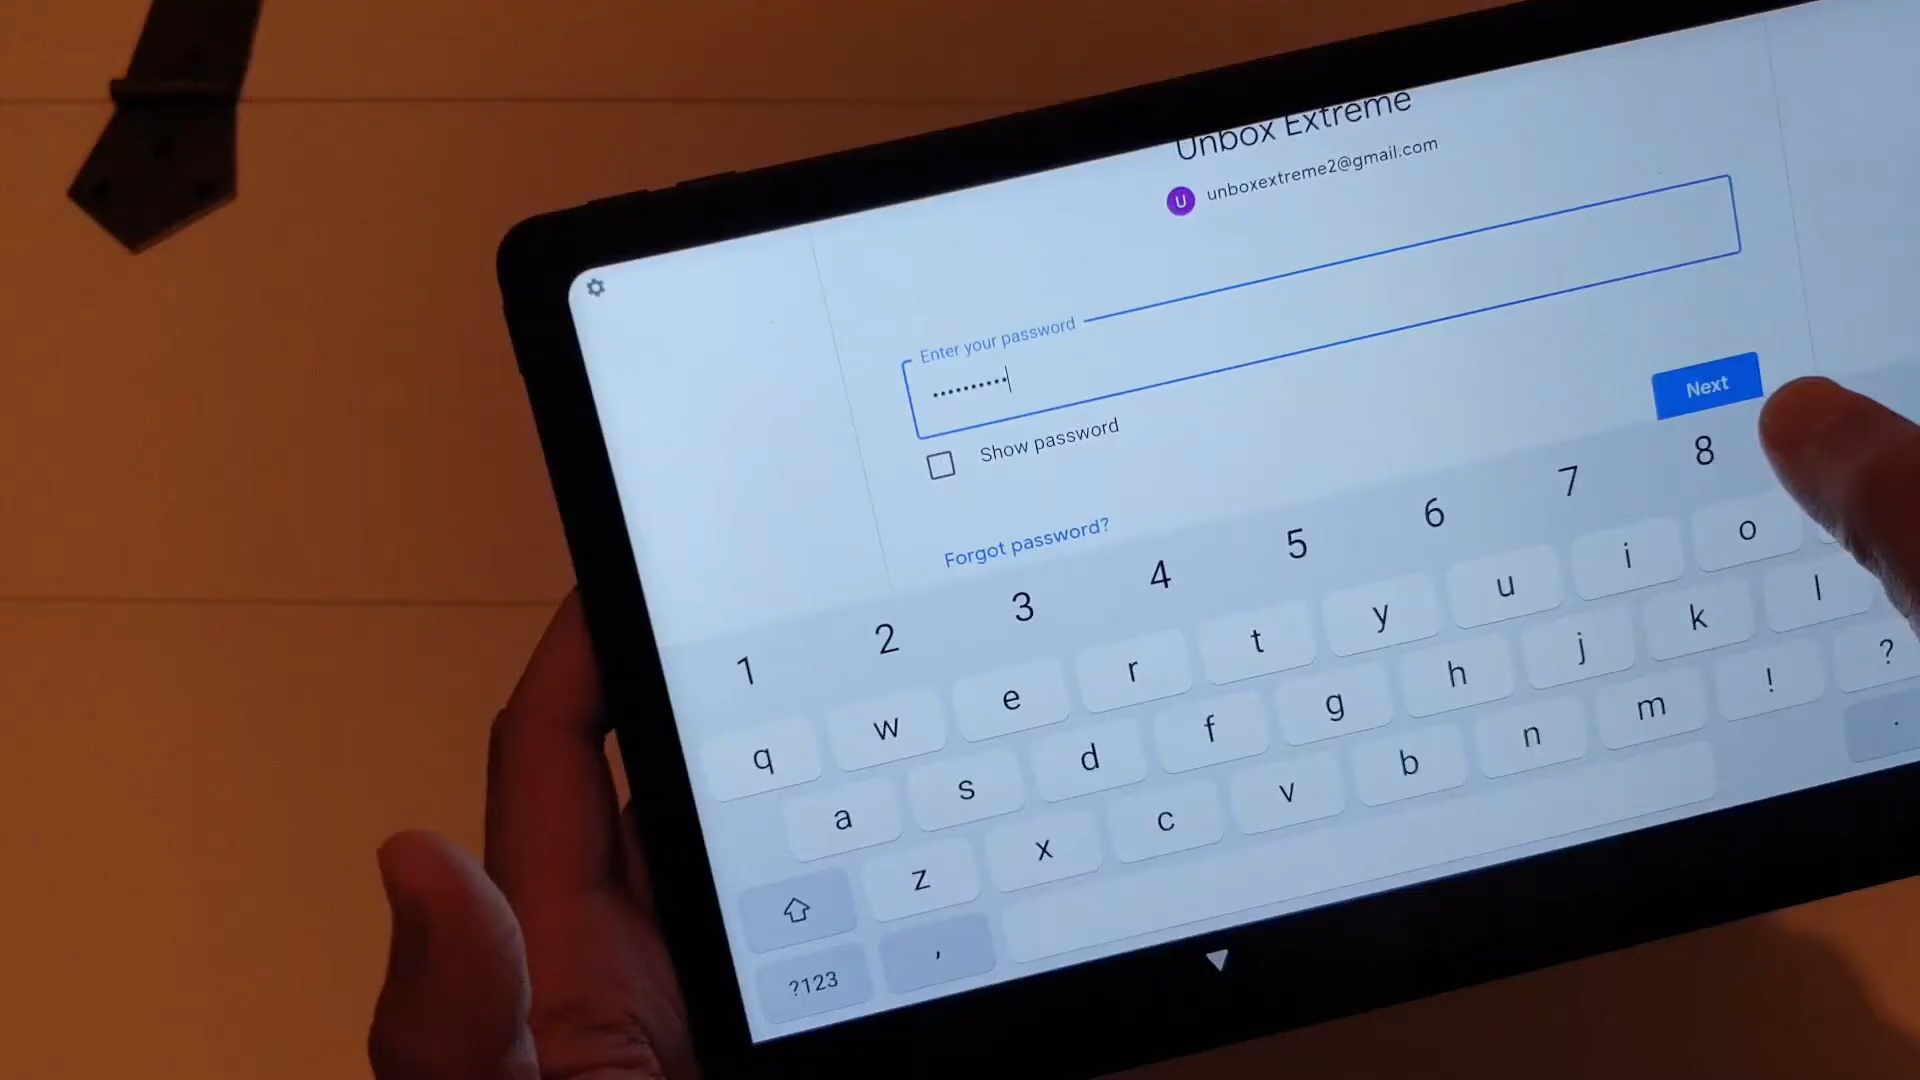 Unbox Extreme
U unboxextreme2@gmail.com
Enter your password
••••••••••
Show password
Next
Forgot password?
1 2 3 4 5 6 7 8
q w e r t y u i o
a s d f g h j k l
z x c v b n m ! ?
?123 , .